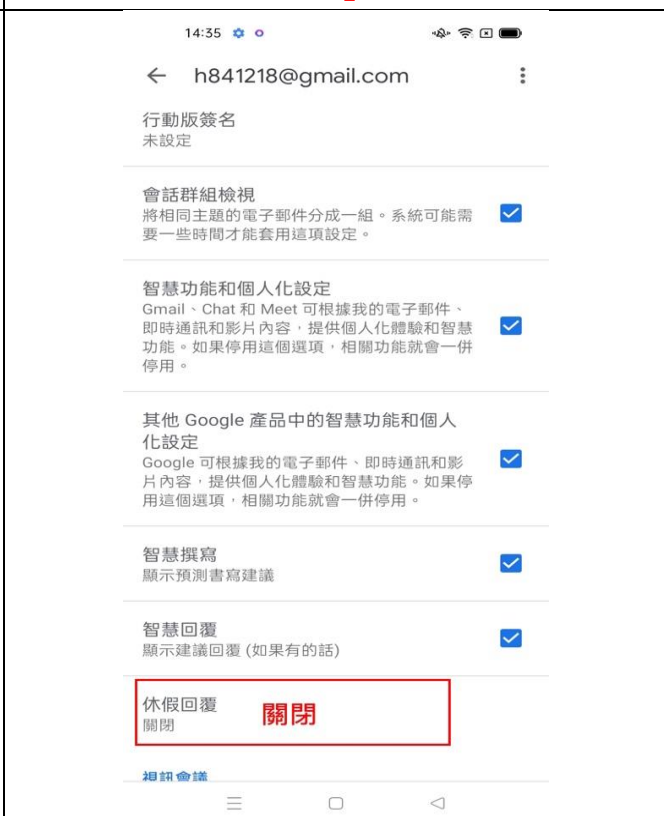 14:35
h841218@gmail.com
行動版簽名
未設定
會話群組檢視
將相同主題的電子郵件分成一組。系統可能需
要一些時間才能套用這項設定。
智慧功能和個人化設定
Gmail、Chat 和 Meet 可根據我的電子郵件、
即時通訊和影片內容，提供個人化體驗和智慧
功能。如果停用這個選項，相關功能就會一併
停用。
其他 Google 產品中的智慧功能和個人
化設定
Google 可根據我的電子郵件、即時通訊和影
片內容，提供個人化體驗和智慧功能。如果停
用這個選項，相關功能就會一併停用。
智慧撰寫
顯示預測書寫建議
智慧回覆
顯示建議回覆 (如果有的話)
休假回覆
關閉
關閉
視訊會議